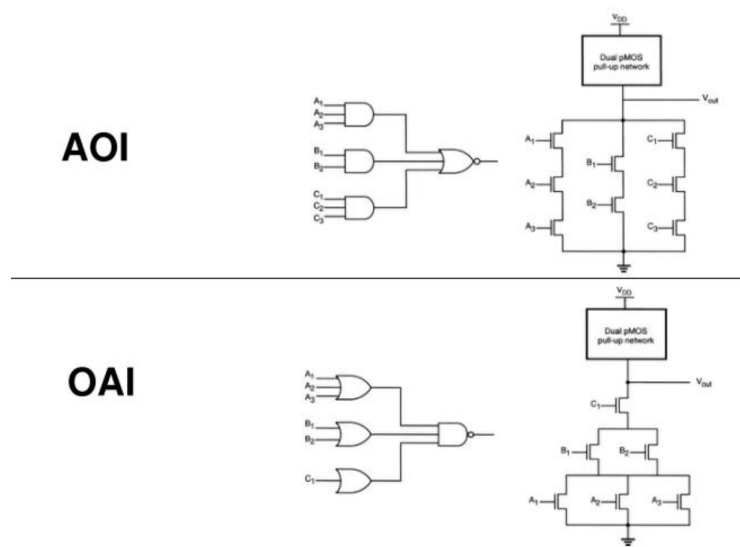 AOI
A1
A2
A3
B1
B2
C1
C2
C3
VDD
Dual pMOS
pull-up network
Vout
A1
C1
B1
A2
C2
B2
A3
C3
OAI
A1
A2
A3
B1
B2
C1
VDD
Dual pMOS
pull-up network
Vout
C1
B1 B2
A1 A2 A3